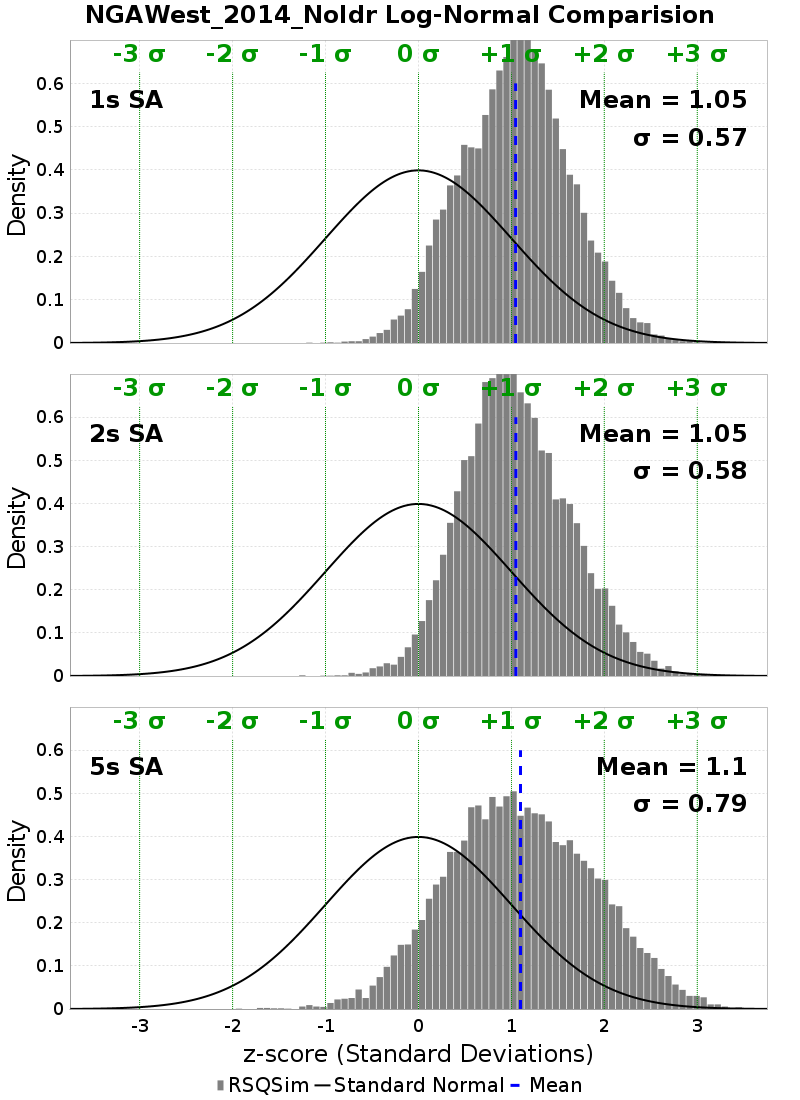 NGAWest_2014_NoIdr Log-Normal Comparision
-3 σ -2 σ -1 σ 0 σ +1 σ +2 σ +3 σ
0.6
1s SA Mean = 1.05
0.5
σ = 0.57
0.4
Density
0.3
0.2
0.1
0
-3 σ -2 σ -1 σ 0 σ +1 σ +2 σ +3 σ
0.6
2s SA Mean = 1.05
0.5
σ = 0.58
0.4
Density
0.3
0.2
0.1
0
-3 σ -2 σ -1 σ 0 σ +1 σ +2 σ +3 σ
0.6
5s SA Mean = 1.1
0.5
σ = 0.79
0.4
Density
0.3
0.2
0.1
0
-3 -2 -1 0 1 2 3
z-score (Standard Deviations)
RSQSim Standard Normal Mean